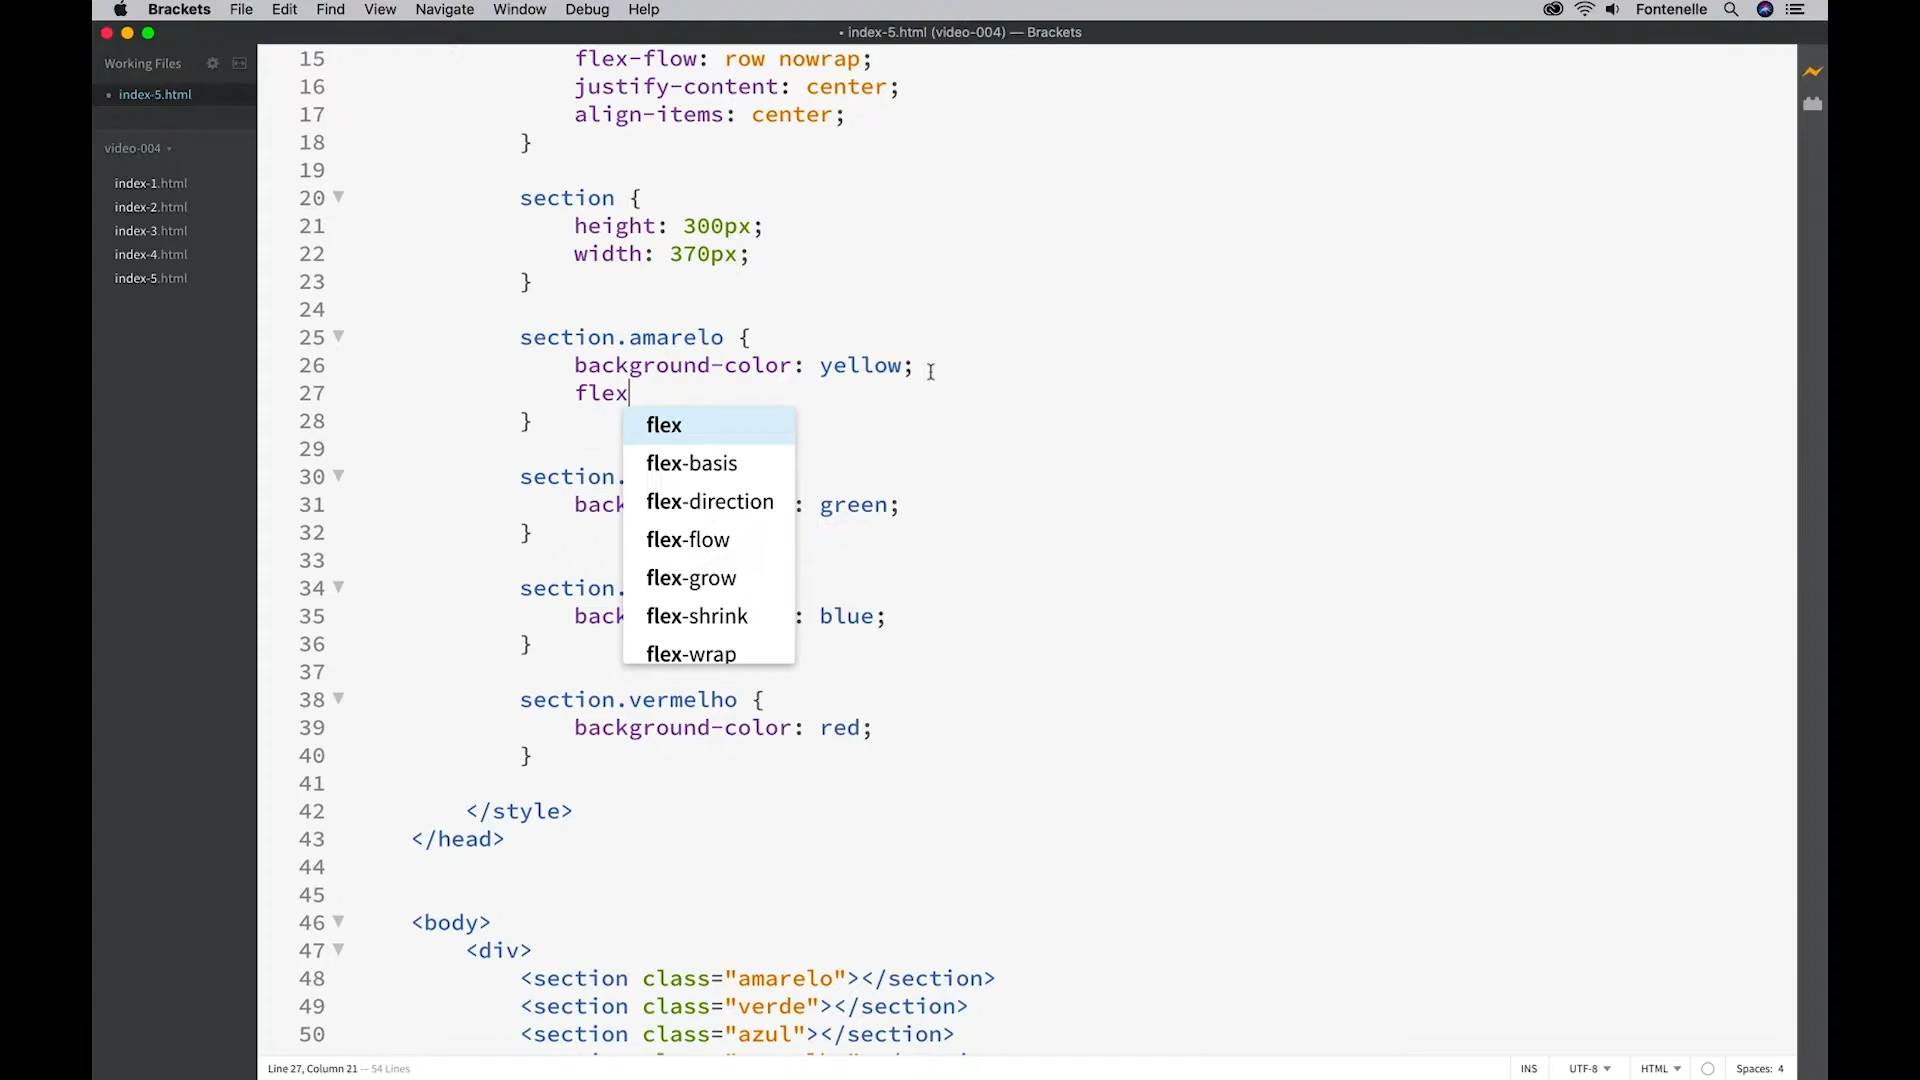 Brackets File Edit Find View Navigate Window Debug Help Fontenelle
• index-5.html (video-004) — Brackets
Working Files
• index-5.html
video-004
index-1.html
index-2.html
index-3.html
index-4.html
index-5.html
15 flex-flow: row nowrap;
16 justify-content: center;
17 align-items: center;
18 }
19
20 section {
21 height: 300px;
22 width: 370px;
23 }
24
25 section.amarelo {
26 background-color: yellow;
27 flex
28 }
29
30 section.
31 back : green;
32 }
33
34 section.
35 back : blue;
36 }
37
38 section.vermelho {
39 background-color: red;
40 }
41
42 </style>
43 </head>
44
45
46 <body>
47 <div>
48 <section class="amarelo"></section>
49 <section class="verde"></section>
50 <section class="azul"></section>
flex
flex-basis
flex-direction
flex-flow
flex-grow
flex-shrink
flex-wrap
Line 27, Column 21 — 54 Lines
INS UTF-8 HTML Spaces: 4